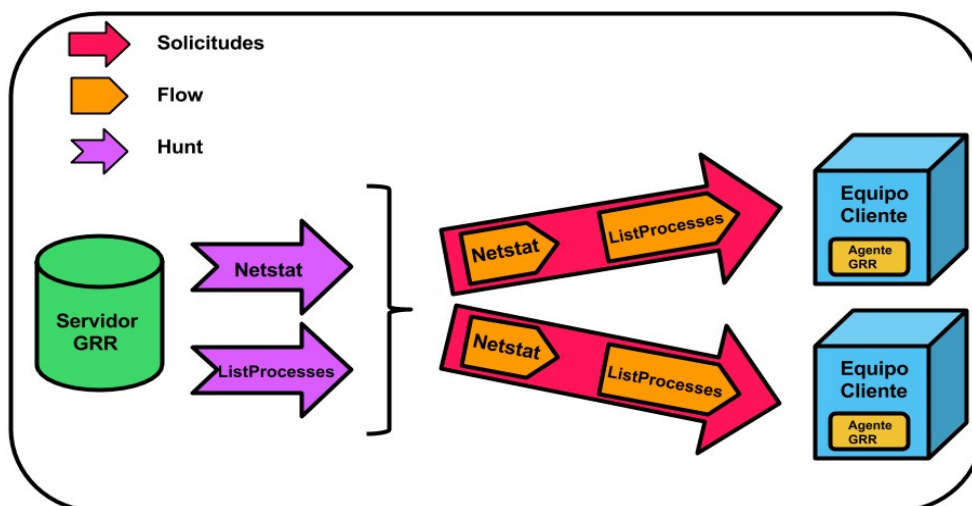 Solicitudes
Flow
Hunt
Servidor
GRR
Netstat
ListProcesses
Netstat
ListProcesses
Netstat
ListProcesses
Equipo
Cliente
Agente
GRR
Equipo
Cliente
Agente
GRR